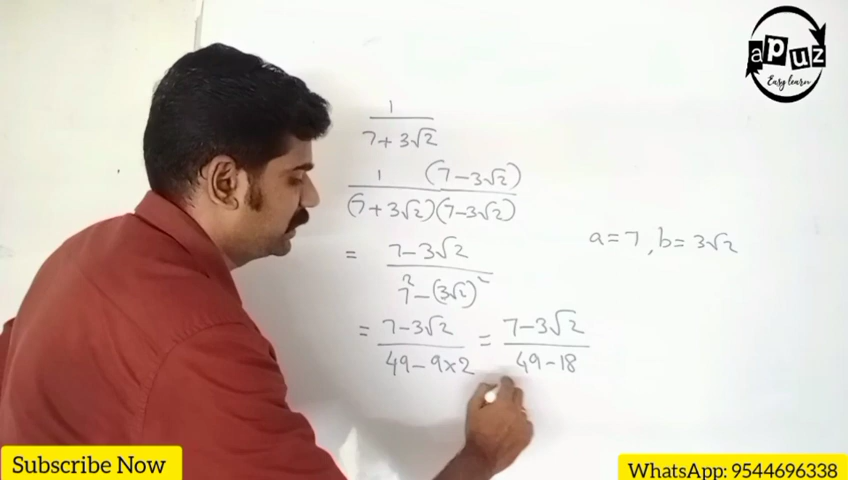 apuz
Easy learn
1
7 + 3√2
1 (7 – 3√2)
(7 + 3√2)(7 – 3√2)
= 7 – 3√2
7² – (3√2)²
a = 7, b = 3√2
= 7 – 3√2 = 7 – 3√2
49 – 9×2 49 – 18
Subscribe Now
WhatsApp: 9544696338